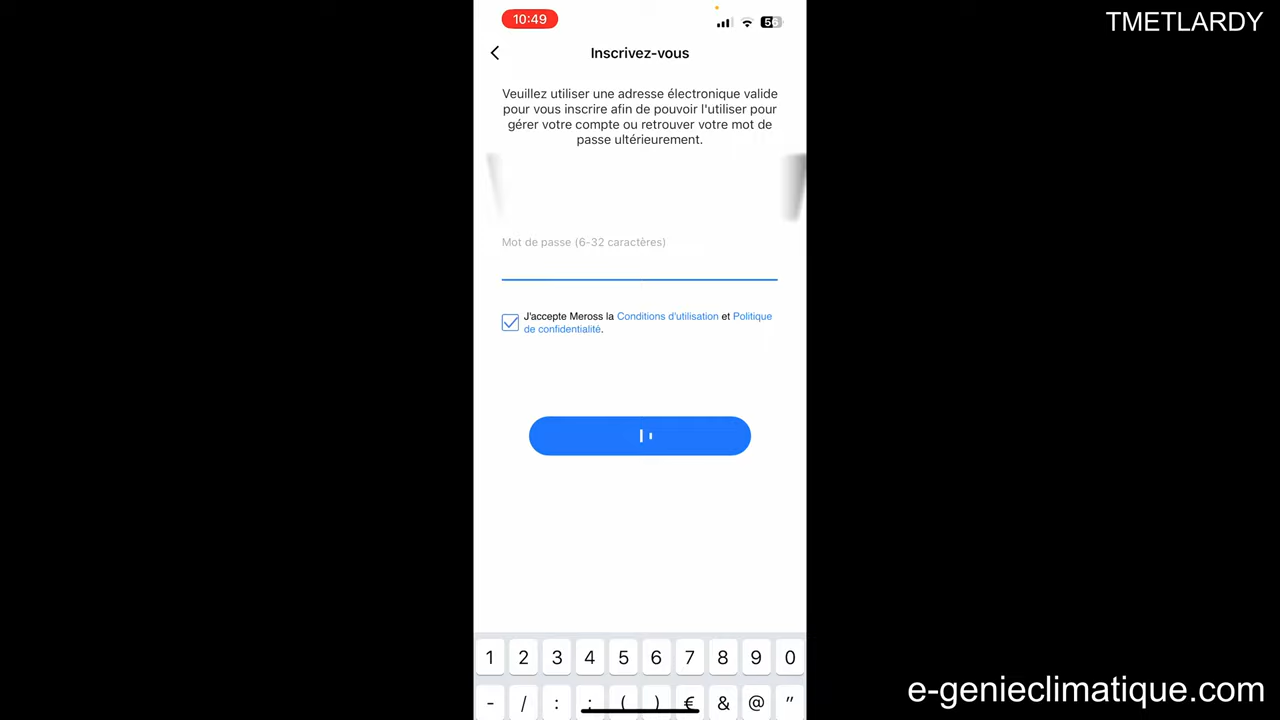 TMETLARDY
10:49
56
Inscrivez-vous
Veuillez utiliser une adresse électronique valide
pour vous inscrire afin de pouvoir l'utiliser pour
gérer votre compte ou retrouver votre mot de
passe ultérieurement.
Mot de passe (6-32 caractères)
J'accepte Meross la Conditions d'utilisation et Politique
de confidentialité.
1 2 3 4 5 6 7 8 9 0
- / : ; ( ) € & @ "
e-genieclimatique.com